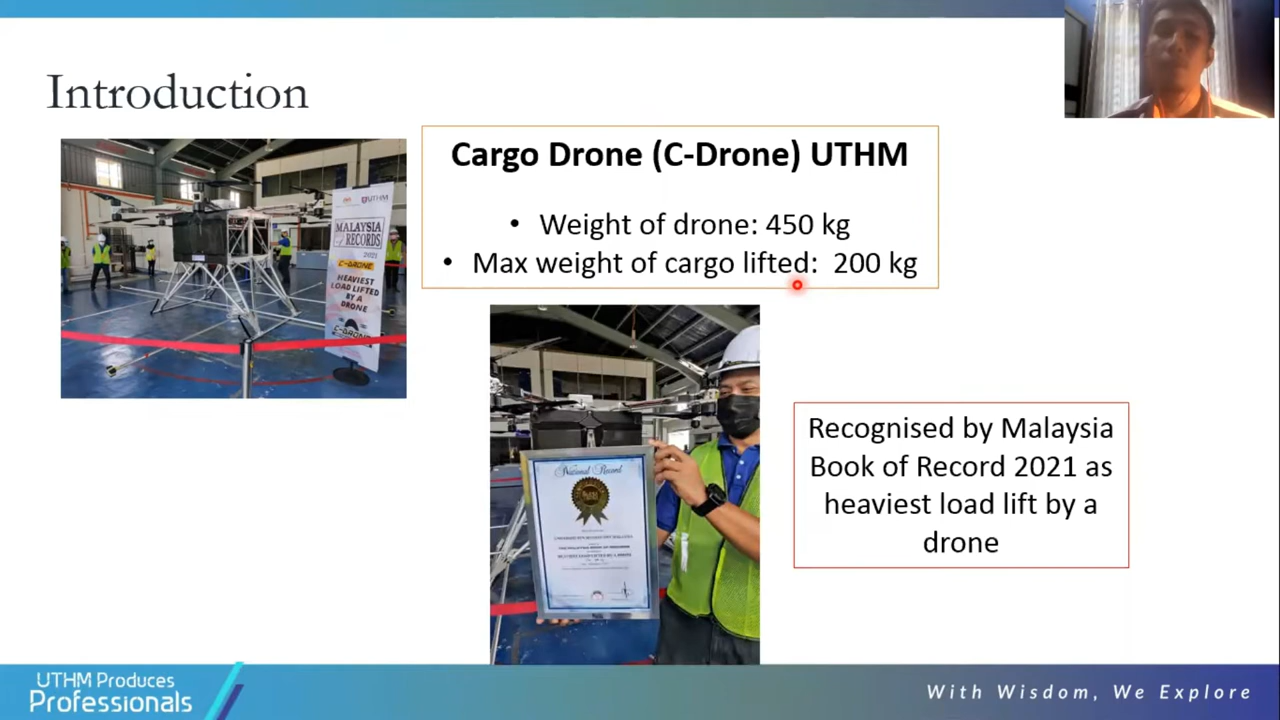 Introduction
Cargo Drone (C-Drone) UTHM
• Weight of drone: 450 kg
• Max weight of cargo lifted: 200 kg
UTHM
MALAYSIA
of RECORDS
2021
C-DRONE
HEAVIEST
LOAD LIFTED
BY A
DRONE
C-DRONE
National Record
Recognised by Malaysia
Book of Record 2021 as
heaviest load lift by a
drone
UTHM Produces
Professionals
With Wisdom, We Explore